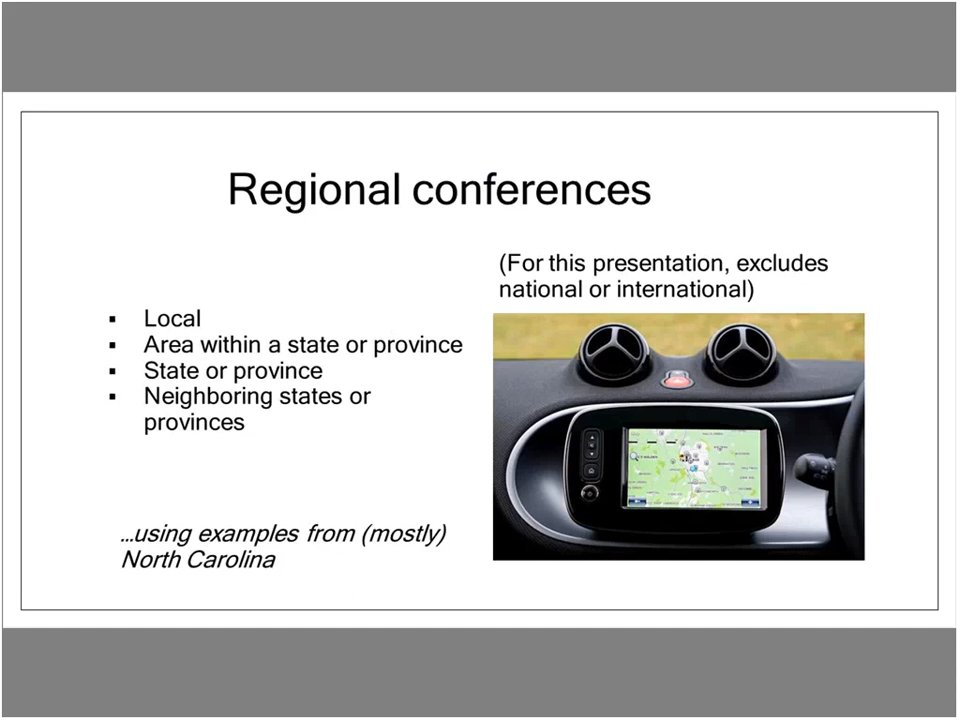 Regional conferences
(For this presentation, excludes
national or international)
▪ Local
▪ Area within a state or province
▪ State or province
▪ Neighboring states or
provinces
...using examples from (mostly)
North Carolina